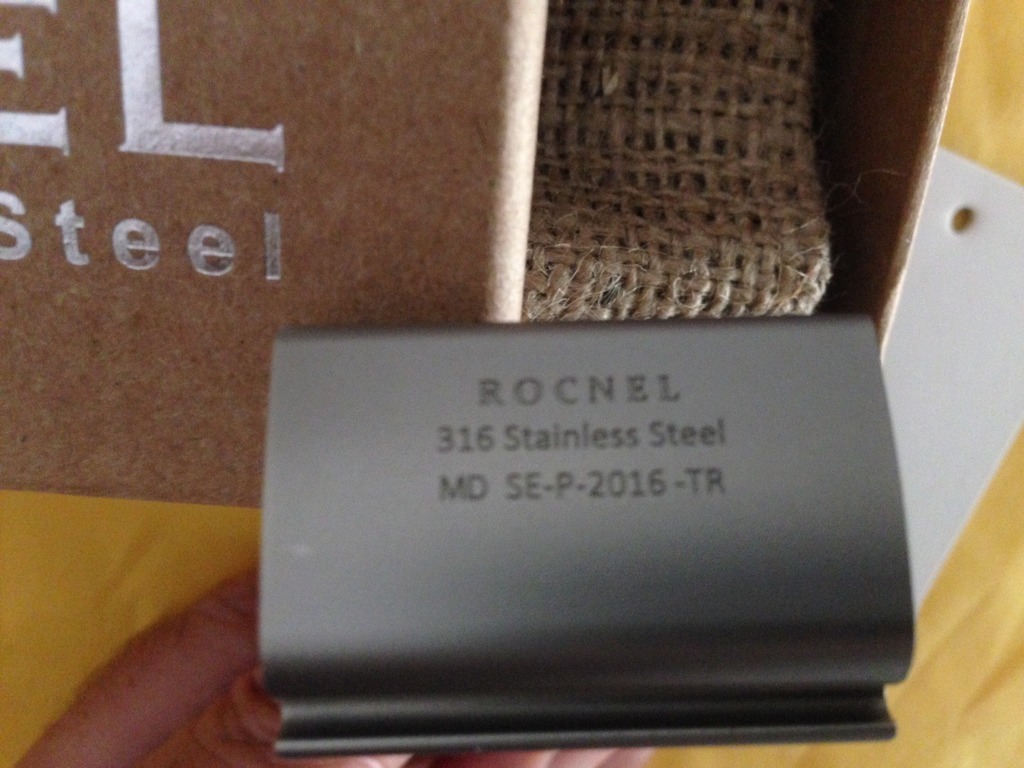 EL
Steel
ROCNEL
316 Stainless Steel
MD SE-P-2016-TR